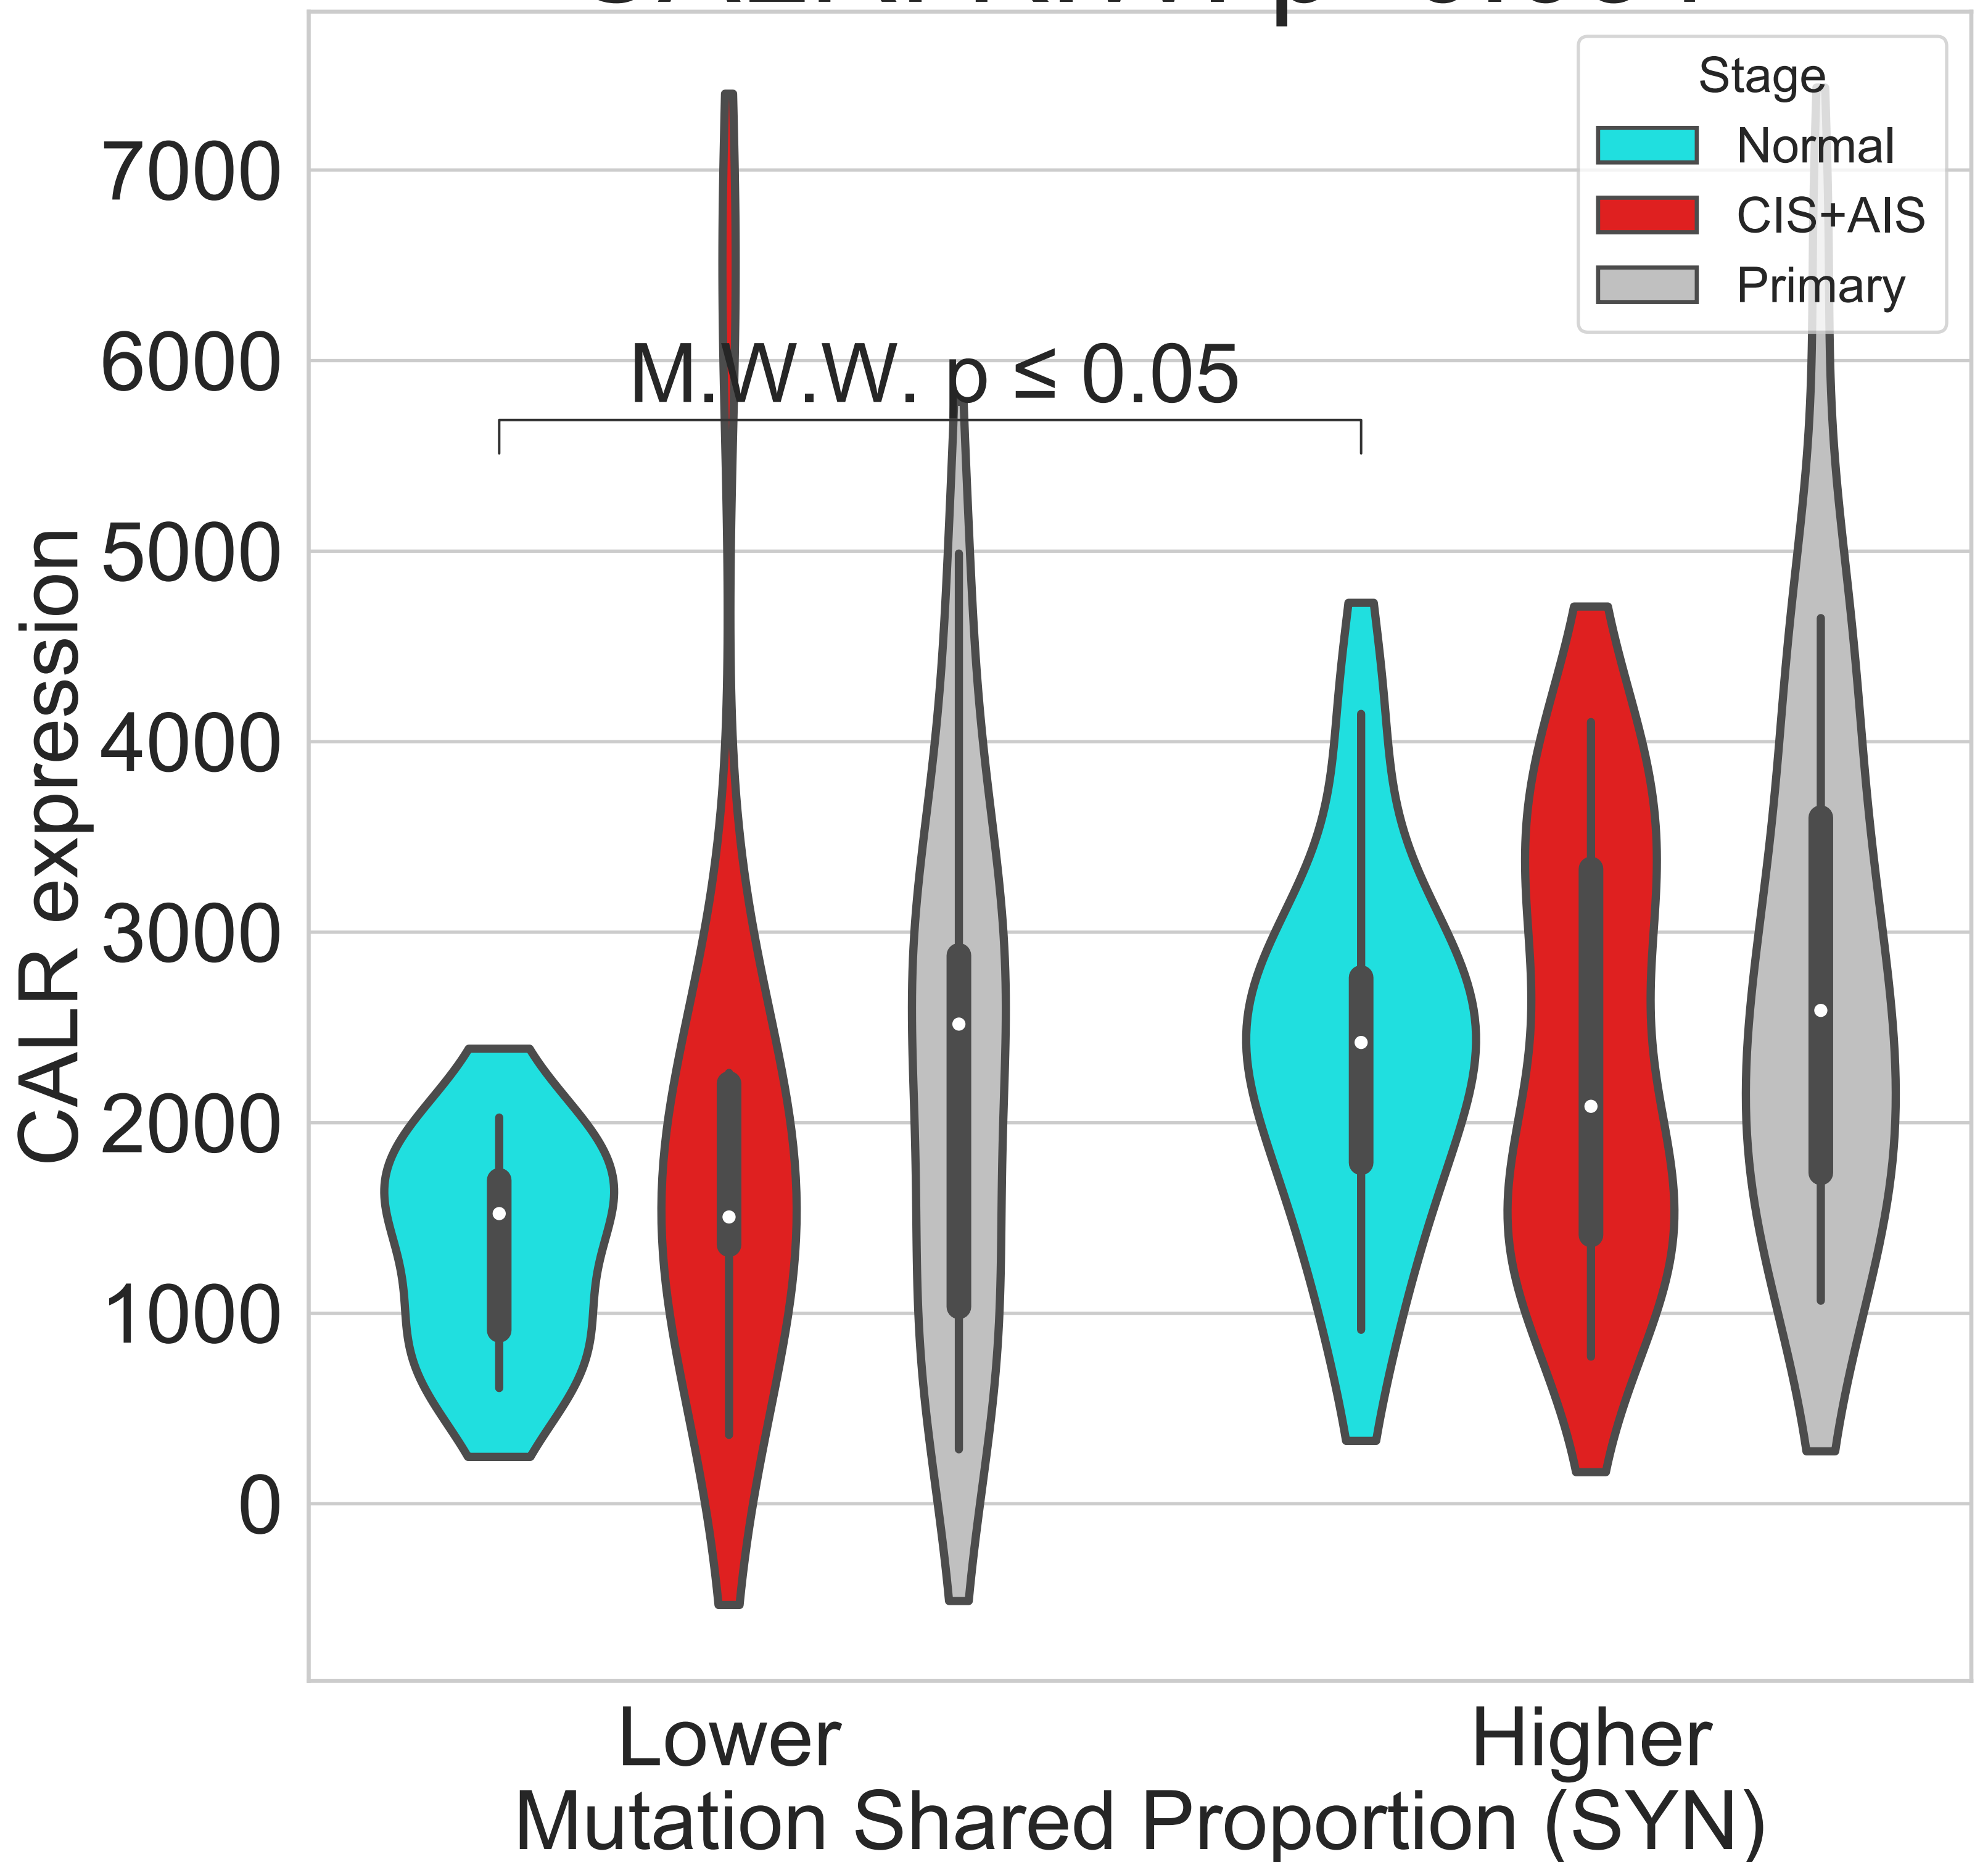 Stage
Normal
CIS+AIS
Primary
M.W.W. p ≤ 0.05
7000
6000
5000
4000
3000
2000
1000
0
CALR expression
Lower
Higher
Mutation Shared Proportion (SYN)